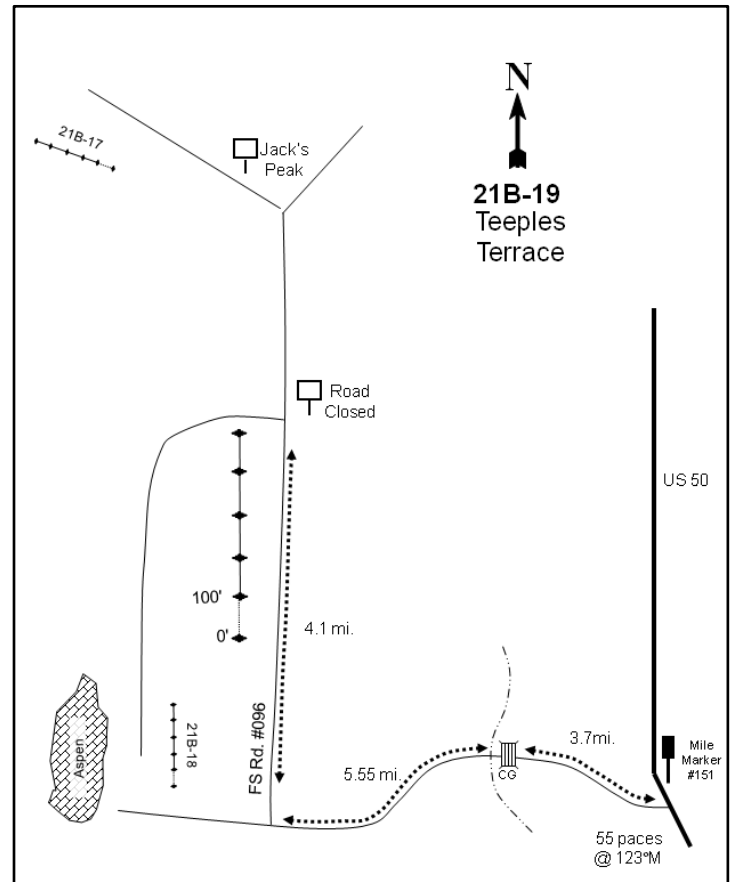 N
21B-19
Teeples
Terrace
21B-17
Jack's
Peak
Road
Closed
US 50
100'
0'
4.1 mi.
FS Rd. #096
21B-18
Aspen
5.55 mi.
CG
3.7mi.
Mile
Marker
#151
55 paces
@ 123°M